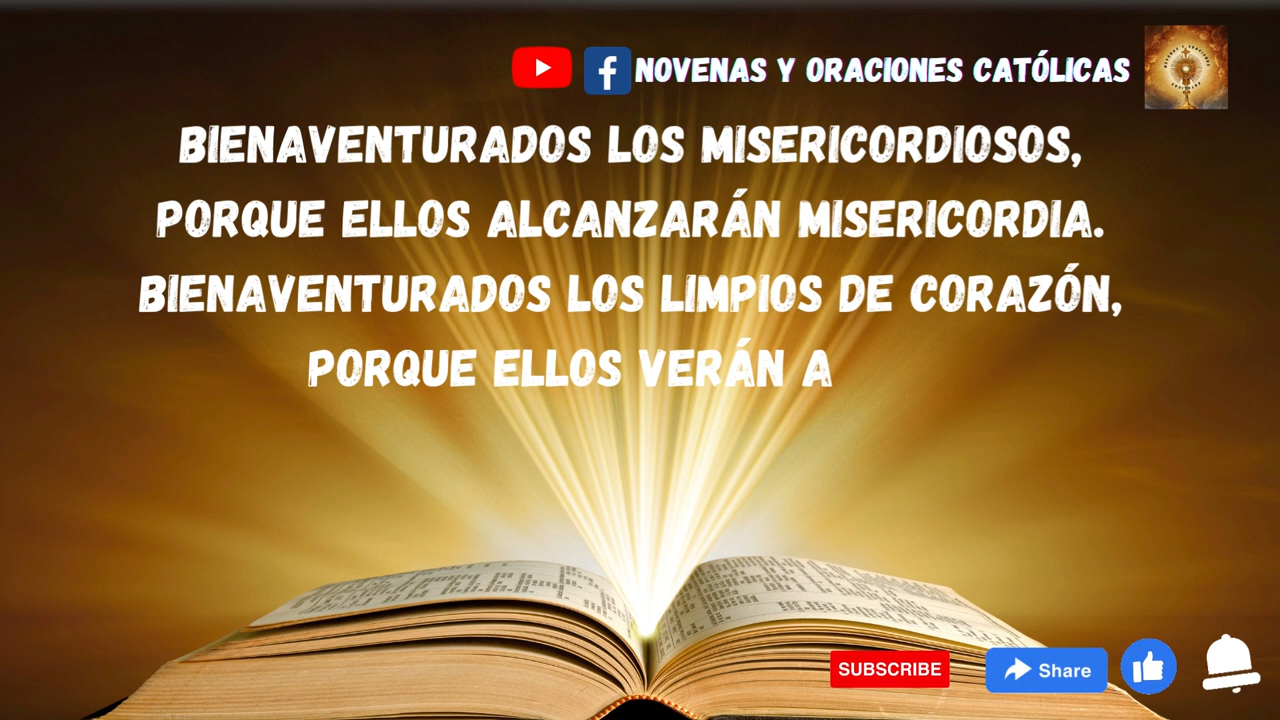 NOVENAS Y ORACIONES CATÓLICAS
BIENAVENTURADOS LOS MISERICORDIOSOS,
PORQUE ELLOS ALCANZARÁN MISERICORDIA.
BIENAVENTURADOS LOS LIMPIOS DE CORAZÓN,
PORQUE ELLOS VERÁN A
SUBSCRIBE
Share